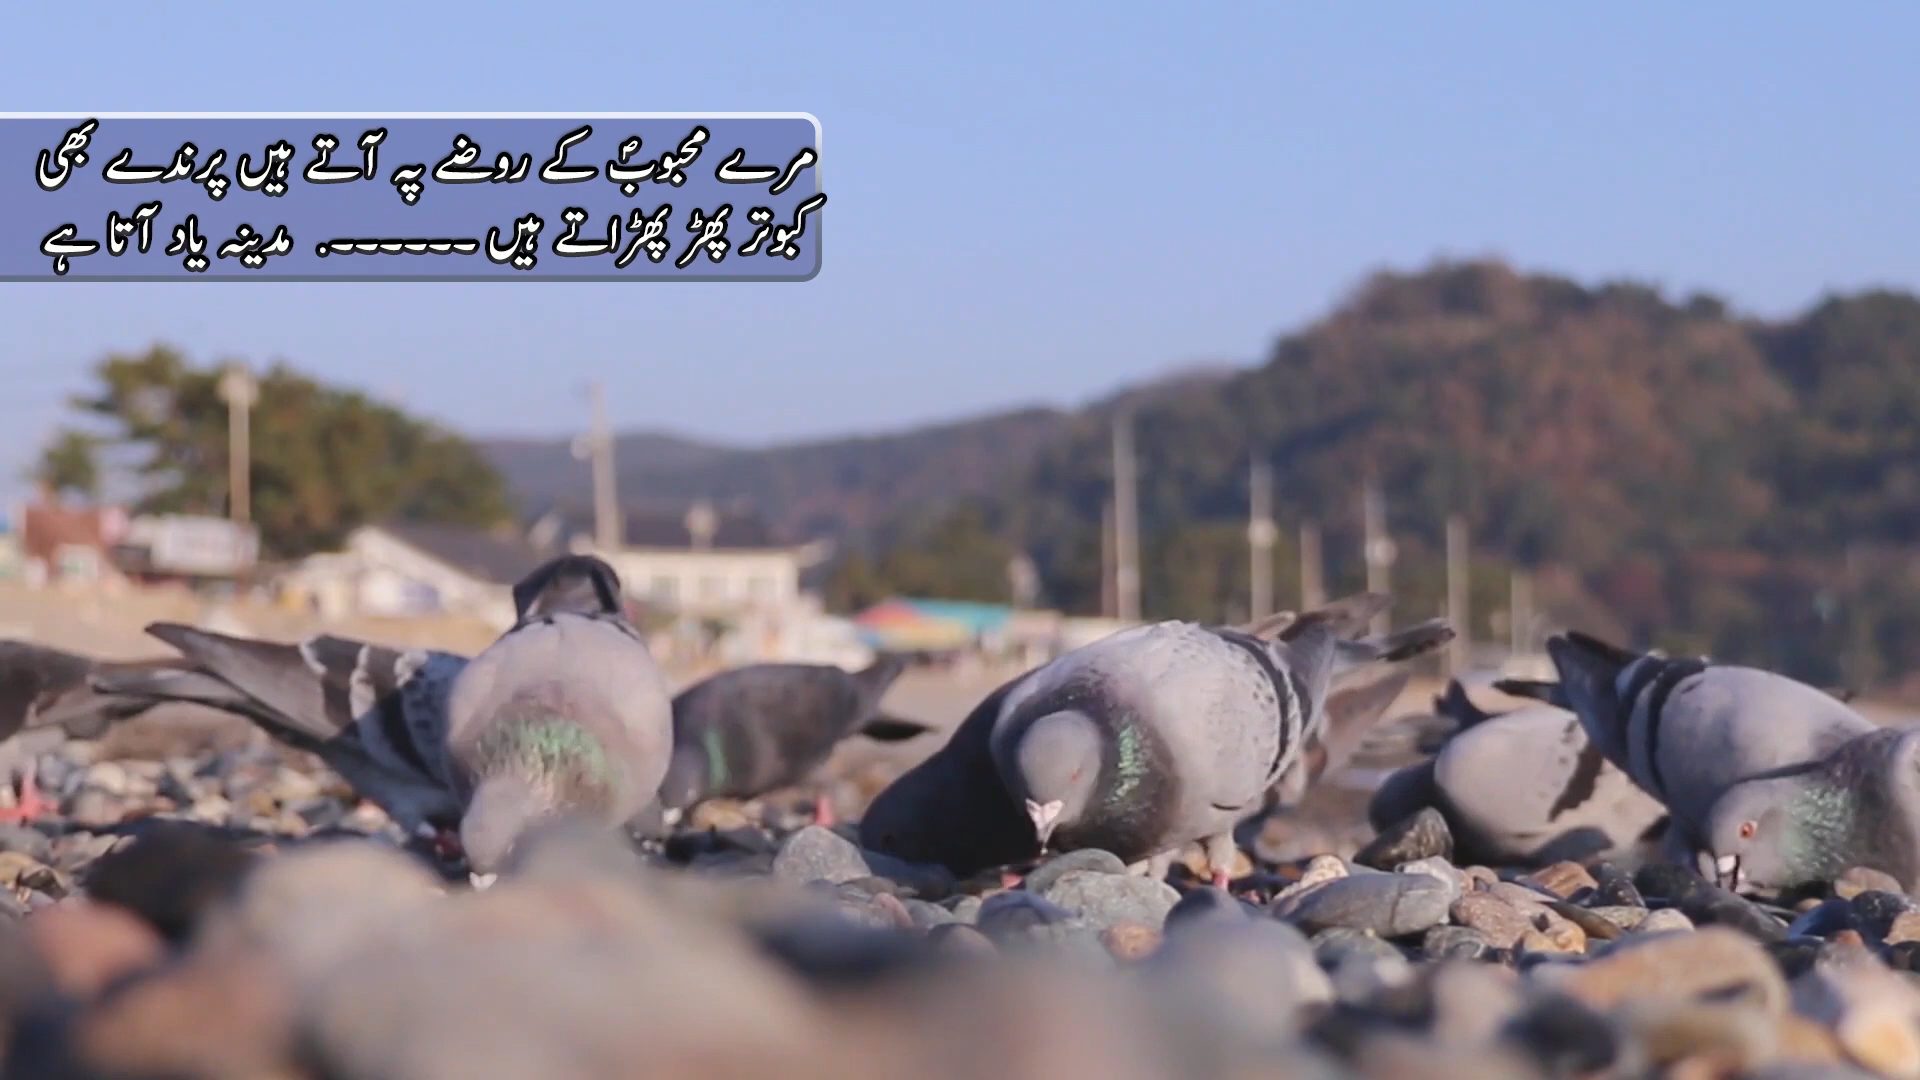 مرے محبوبؐ کے روضے پہ آتے ہیں پرندے بھی
کبوتر پھڑ پھڑاتے ہیں ------. مدینہ یاد آتا ہے